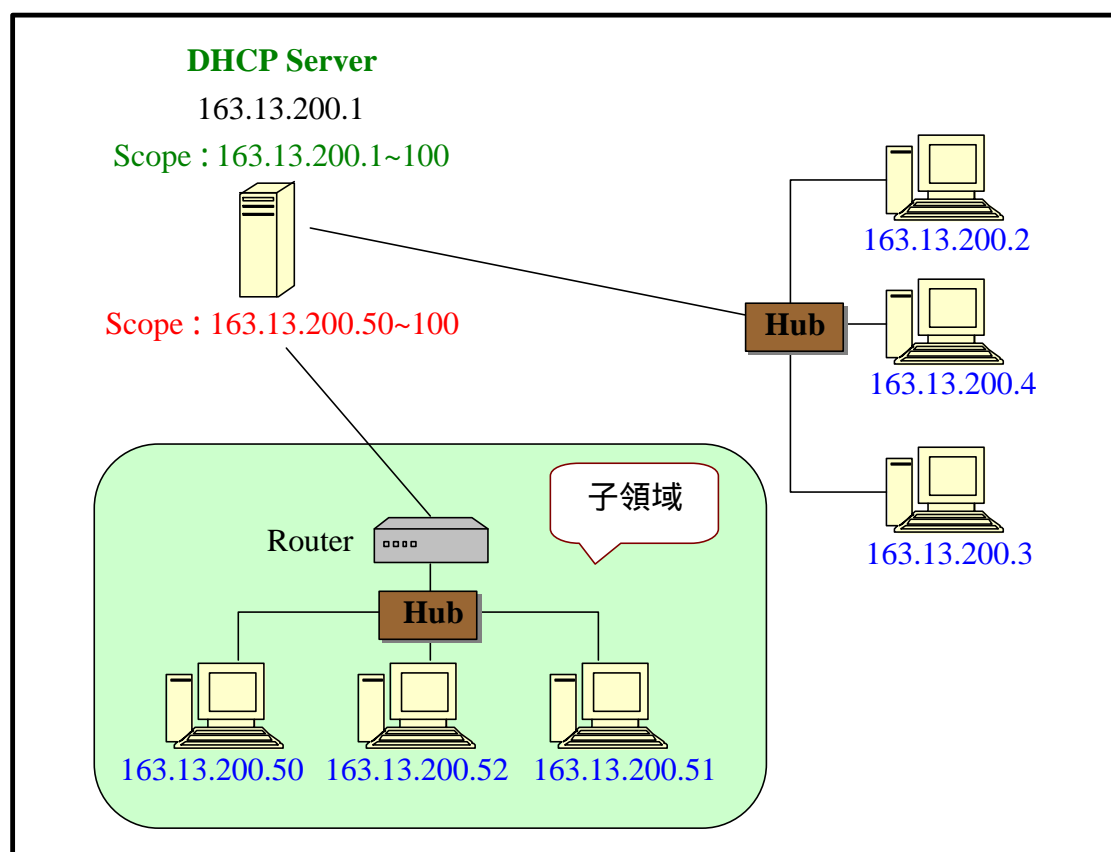 DHCP Server
163.13.200.1
Scope : 163.13.200.1~100
Scope : 163.13.200.50~100
163.13.200.2
Hub
163.13.200.4
163.13.200.3
子領域
Router
Hub
163.13.200.50
163.13.200.52
163.13.200.51